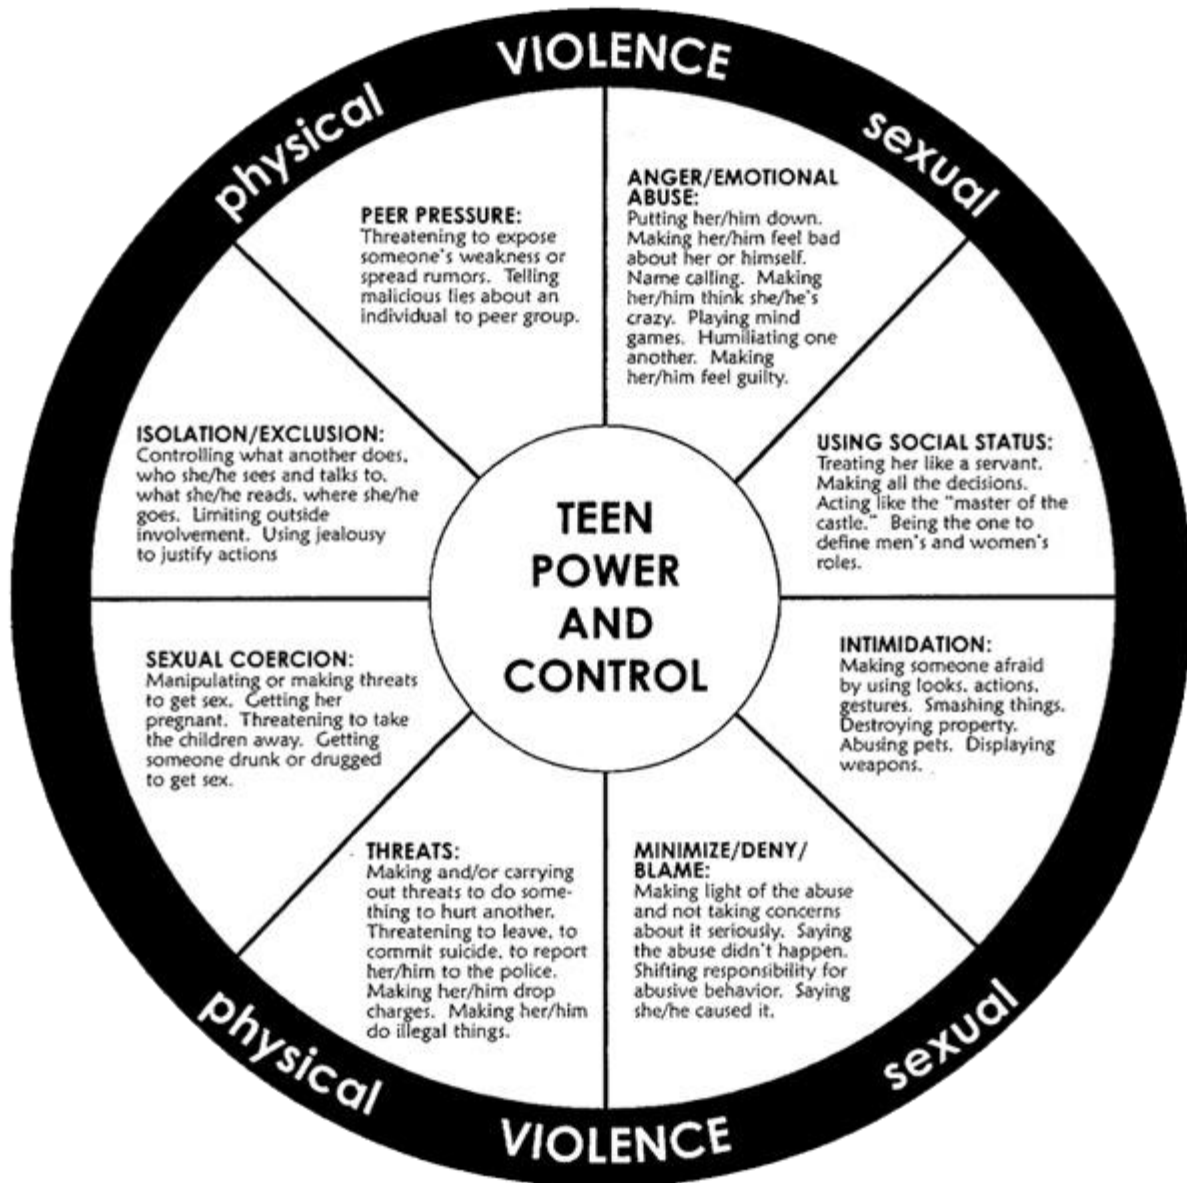 VIOLENCE
physical
sexual
PEER PRESSURE:
Threatening to expose
someone's weakness or
spread rumors. Telling
malicious lies about an
individual to peer group.
ANGER/EMOTIONAL
ABUSE:
Putting her/him down.
Making her/him feel bad
about her or himself.
Name calling. Making
her/him think she/he's
crazy. Playing mind
games. Humiliating one
another. Making
her/him feel guilty.
ISOLATION/EXCLUSION:
Controlling what another does,
who she/he sees and talks to,
what she/he reads, where she/he
goes. Limiting outside
involvement. Using jealousy
to justify actions
USING SOCIAL STATUS:
Treating her like a servant.
Making all the decisions.
Acting like the "master of the
castle." Being the one to
define men's and women's
roles.
TEEN
POWER
AND
CONTROL
SEXUAL COERCION:
Manipulating or making threats
to get sex. Getting her
pregnant. Threatening to take
the children away. Getting
someone drunk or drugged
to get sex.
INTIMIDATION:
Making someone afraid
by using looks, actions,
gestures. Smashing things.
Destroying property.
Abusing pets. Displaying
weapons.
THREATS:
Making and/or carrying
out threats to do some-
thing to hurt another.
Threatening to leave, to
commit suicide, to report
her/him to the police.
Making her/him drop
charges. Making her/him
do illegal things.
MINIMIZE/DENY/
BLAME:
Making light of the abuse
and not taking concerns
about it seriously. Saying
the abuse didn't happen.
Shifting responsibility for
abusive behavior. Saying
she/he caused it.
physical
sexual
VIOLENCE